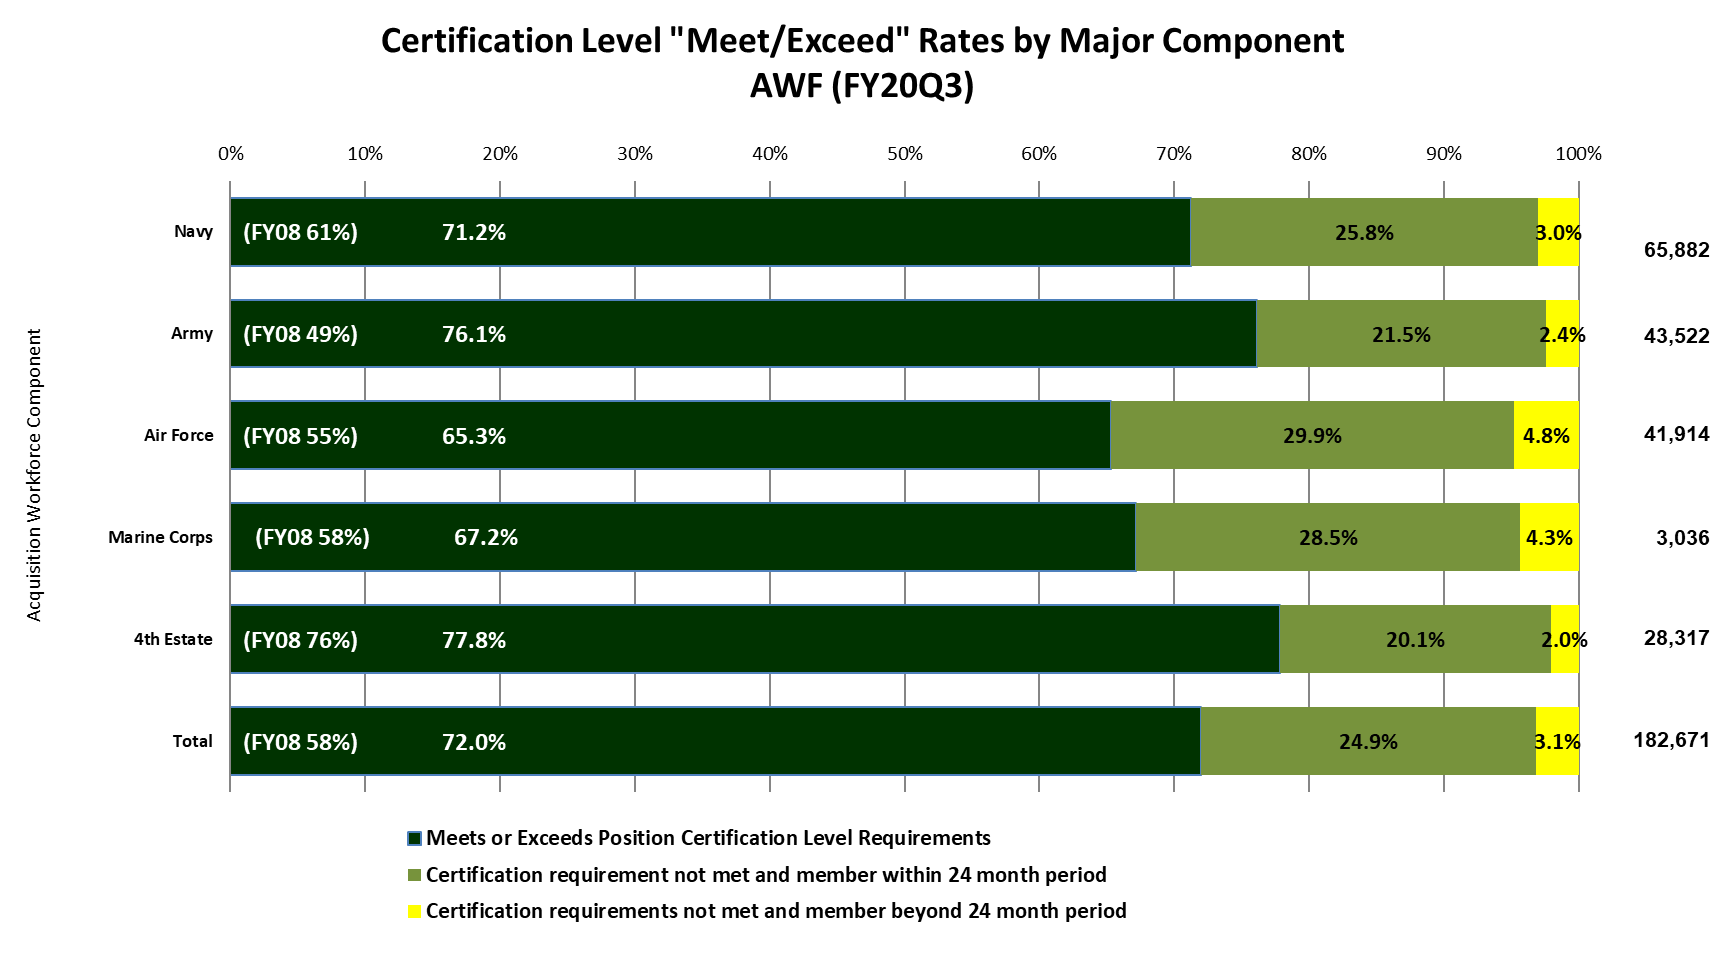 Certification Level "Meet/Exceed" Rates by Major Component
AWF (FY20Q3)
0% 10% 20% 30% 40% 50% 60% 70% 80% 90% 100%
Acquisition Workforce Component
Navy (FY08 61%) 71.2% 25.8% 3.0% 65,882
Army (FY08 49%) 76.1% 21.5% 2.4% 43,522
Air Force (FY08 55%) 65.3% 29.9% 4.8% 41,914
Marine Corps (FY08 58%) 67.2% 28.5% 4.3% 3,036
4th Estate (FY08 76%) 77.8% 20.1% 2.0% 28,317
Total (FY08 58%) 72.0% 24.9% 3.1% 182,671
Meets or Exceeds Position Certification Level Requirements
Certification requirement not met and member within 24 month period
Certification requirements not met and member beyond 24 month period